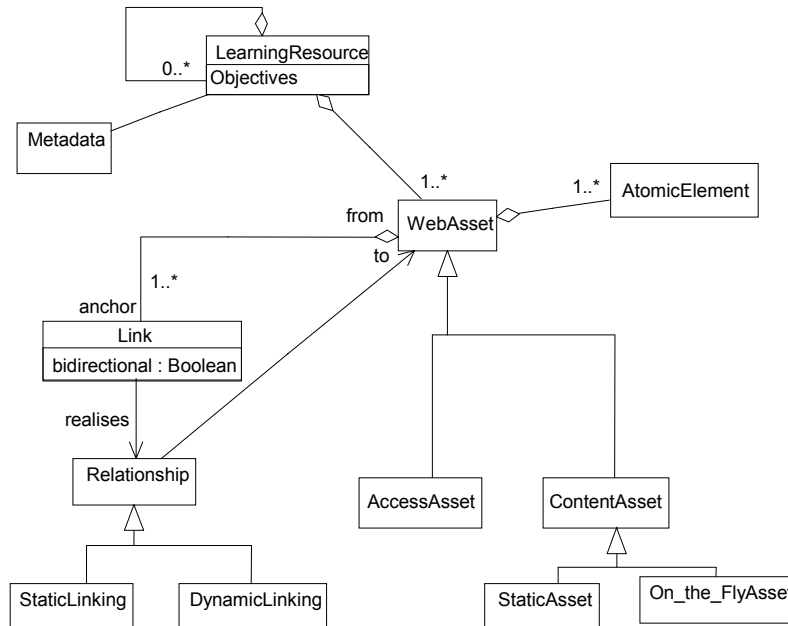 LearningResource
Objectives
0..*
Metadata
1..*
1..*
AtomicElement
from
WebAsset
to
1..*
anchor
Link
bidirectional : Boolean
realises
Relationship
AccessAsset
ContentAsset
StaticLinking
DynamicLinking
StaticAsset
On_the_FlyAsset